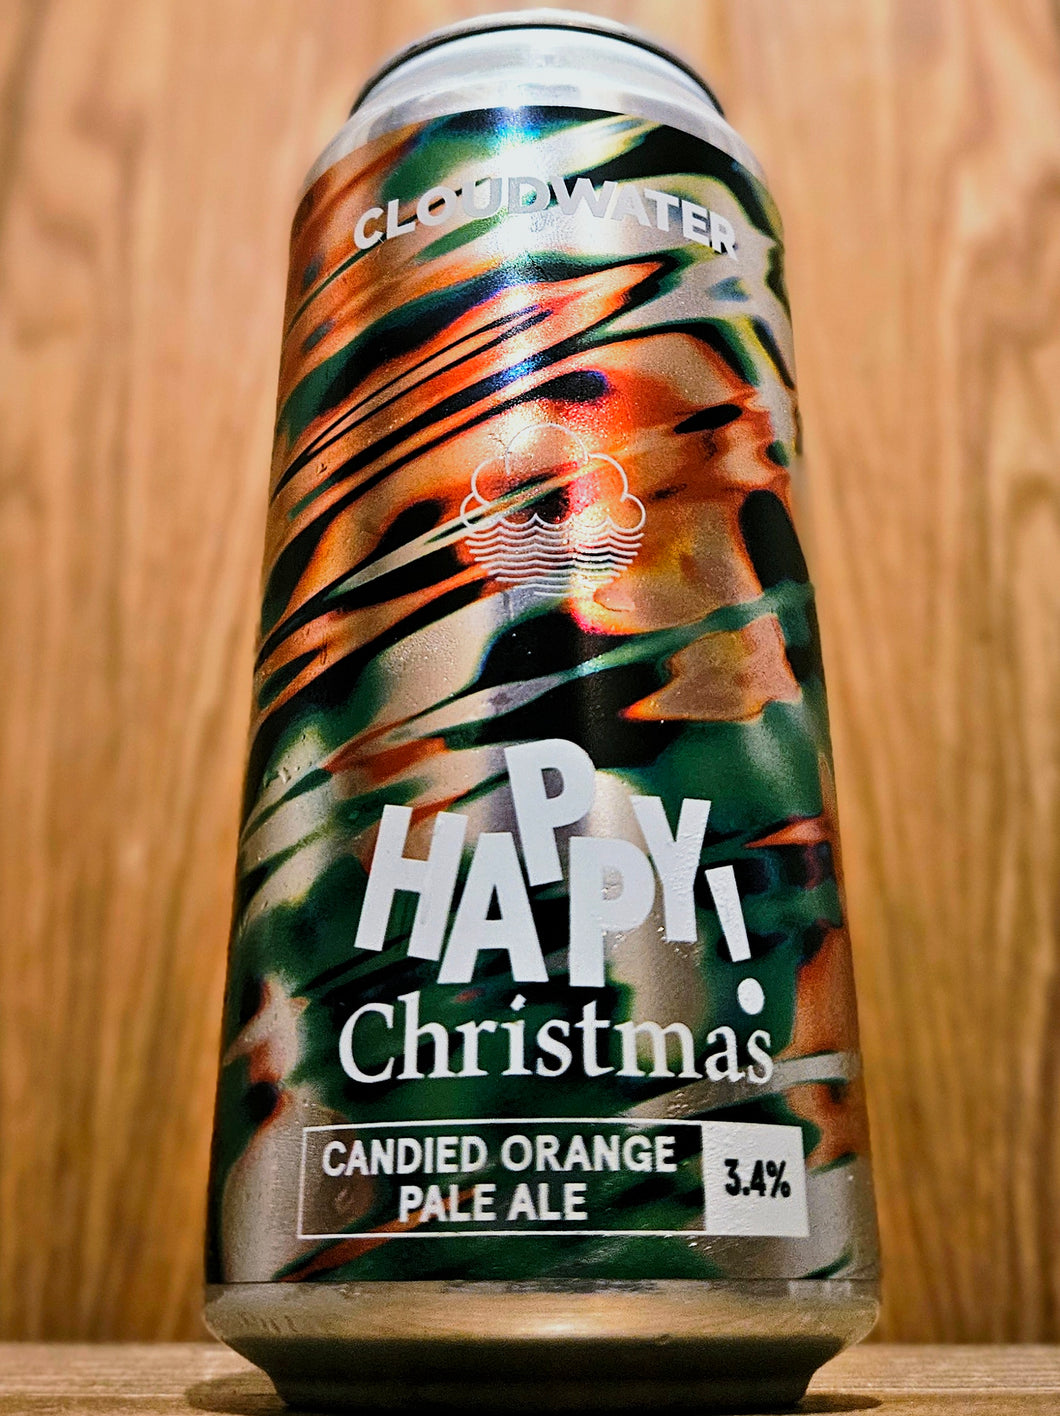 CLOUDWATER
HAPPY!
Christmas
CANDIED ORANGE
PALE ALE
3.4%